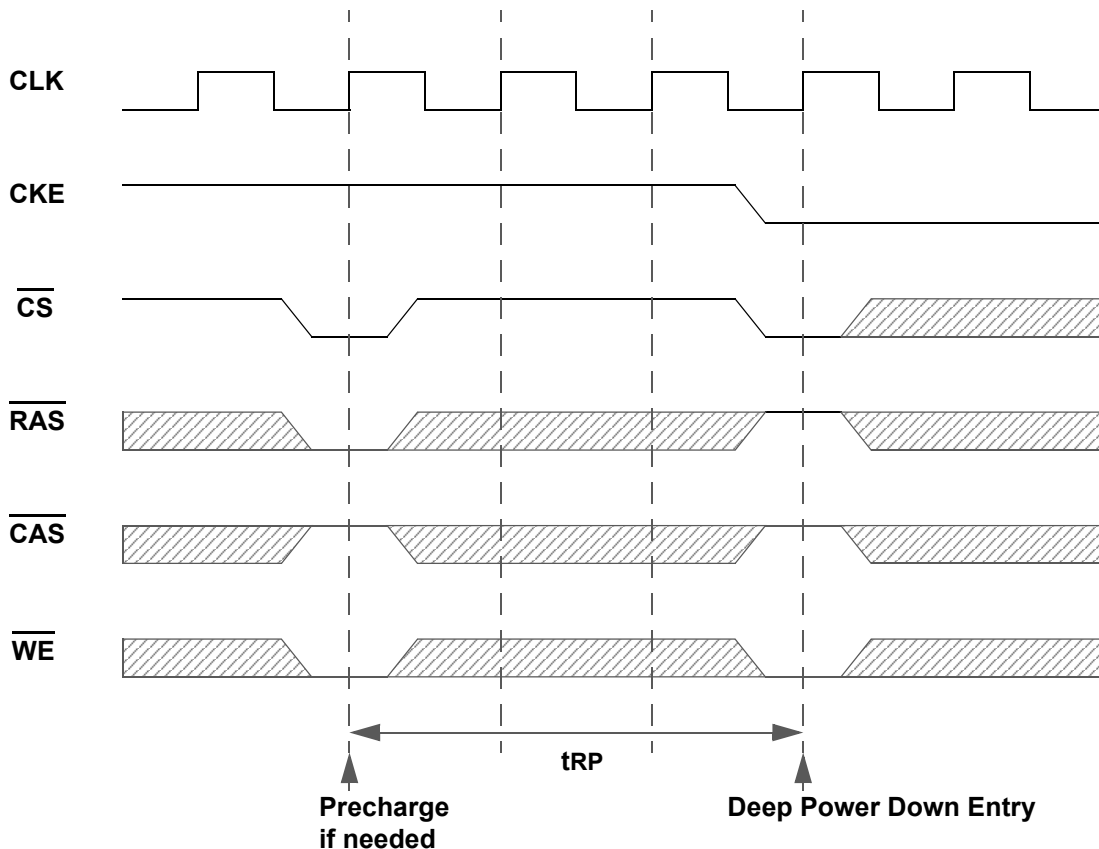 CLK
CKE
CS
RAS
CAS
WE
tRP
Precharge
if needed
Deep Power Down Entry